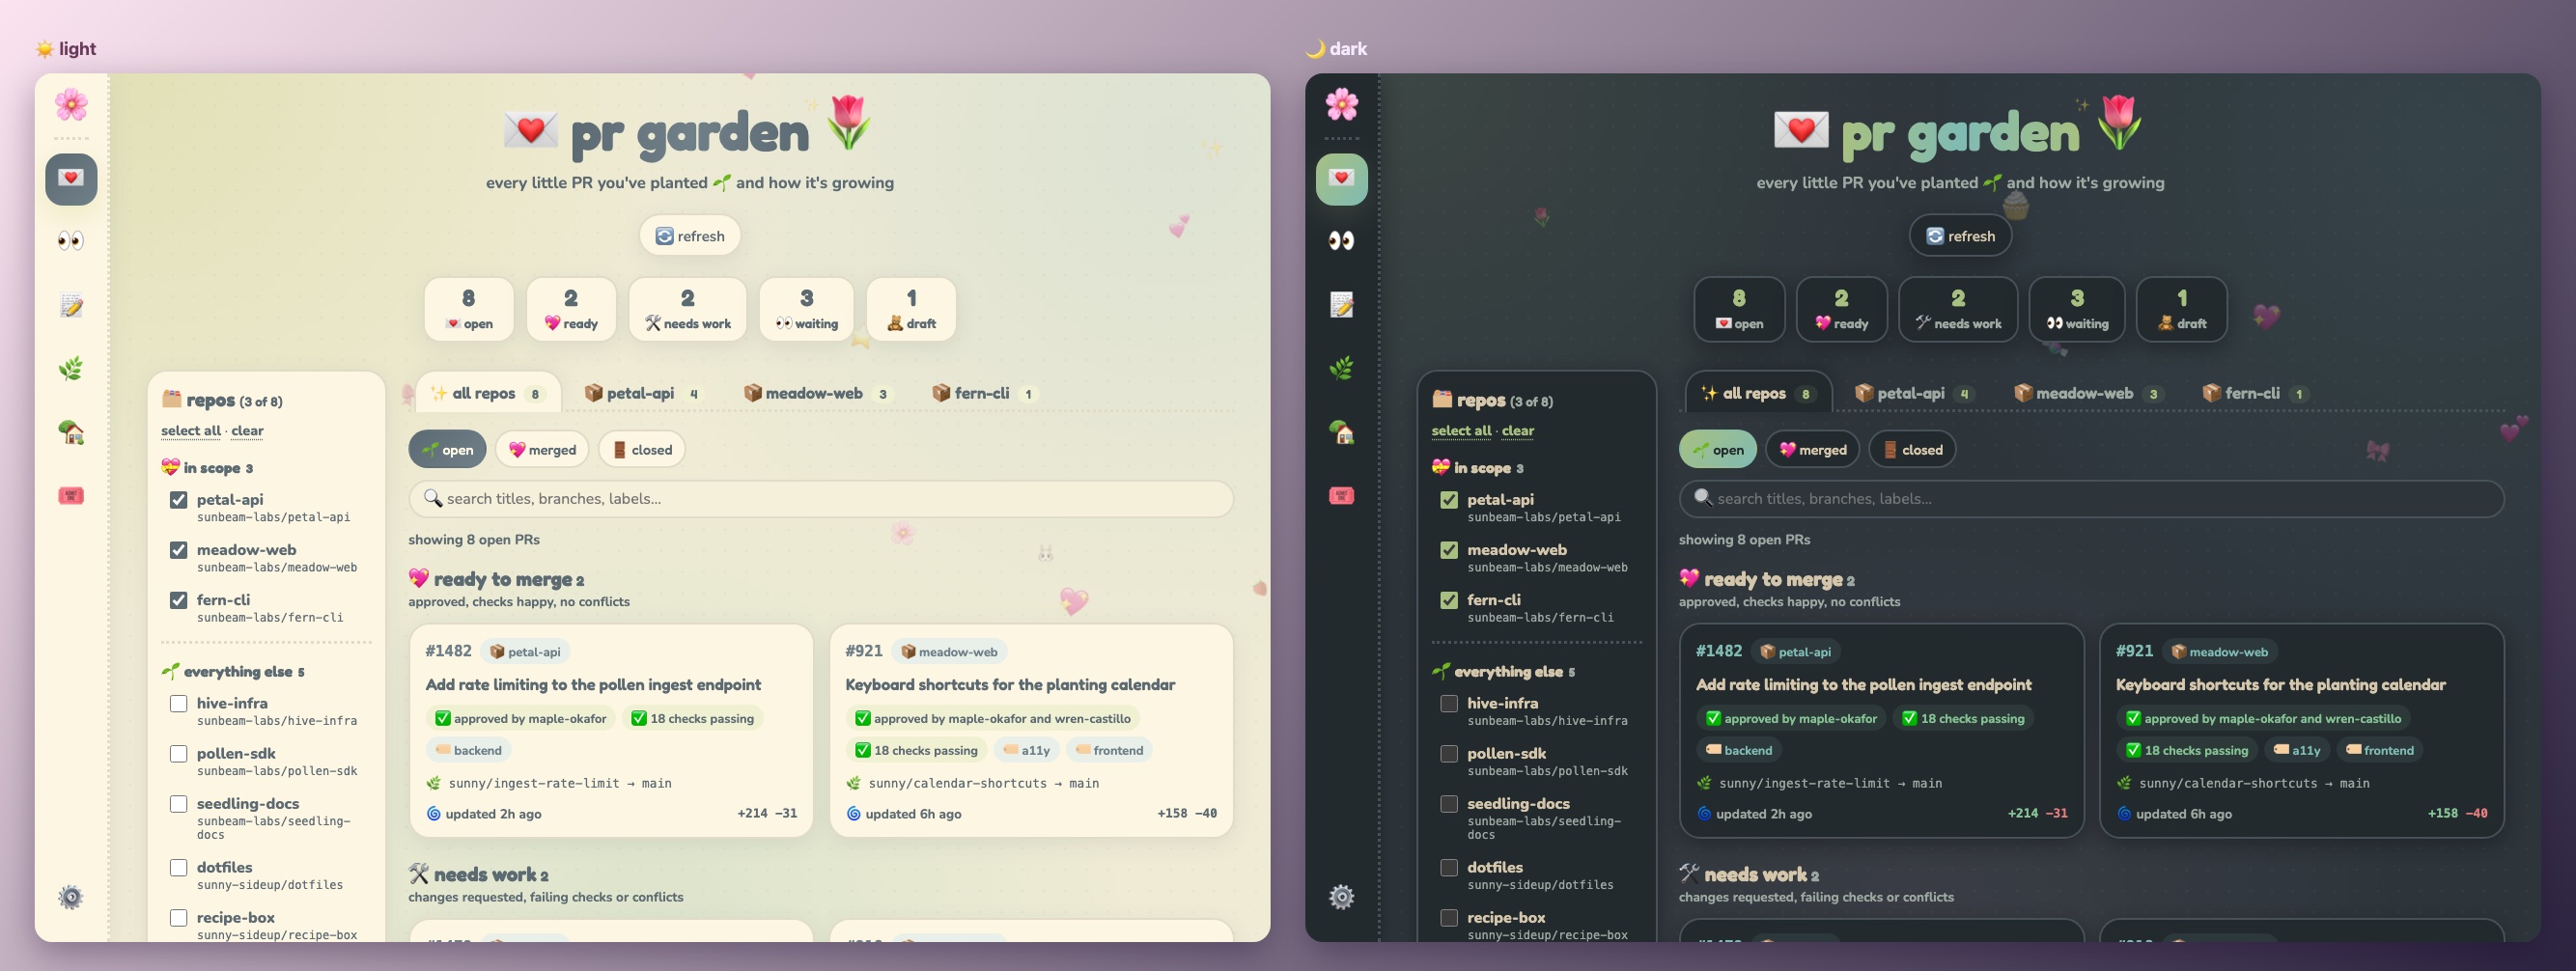 light
pr garden
every little PR you've planted and how it's growing
refresh
8
open
2
ready
2
needs work
3
waiting
1
draft
repos (3 of 8)
select all · clear
in scope 3
petal-api
sunbeam-labs/petal-api
meadow-web
sunbeam-labs/meadow-web
fern-cli
sunbeam-labs/fern-cli
everything else 5
hive-infra
sunbeam-labs/hive-infra
pollen-sdk
sunbeam-labs/pollen-sdk
seedling-docs
sunbeam-labs/seedling-
docs
dotfiles
sunny-sideup/dotfiles
recipe-box
sunny-sideup/recipe-box
all repos 8 petal-api 4 meadow-web 3 fern-cli 1
open merged closed
search titles, branches, labels...
showing 8 open PRs
ready to merge 2
approved, checks happy, no conflicts
#1482 petal-api
Add rate limiting to the pollen ingest endpoint
approved by maple-okafor 18 checks passing
backend
sunny/ingest-rate-limit → main
updated 2h ago +214 −31
#921 meadow-web
Keyboard shortcuts for the planting calendar
approved by maple-okafor and wren-castillo
18 checks passing a11y frontend
sunny/calendar-shortcuts → main
updated 6h ago +158 −40
needs work 2
changes requested, failing checks or conflicts
dark
pr garden
every little PR you've planted and how it's growing
refresh
8
open
2
ready
2
needs work
3
waiting
1
draft
repos (3 of 8)
select all · clear
in scope 3
petal-api
sunbeam-labs/petal-api
meadow-web
sunbeam-labs/meadow-web
fern-cli
sunbeam-labs/fern-cli
everything else 5
hive-infra
sunbeam-labs/hive-infra
pollen-sdk
sunbeam-labs/pollen-sdk
seedling-docs
sunbeam-labs/seedling-
docs
dotfiles
sunny-sideup/dotfiles
recipe-box
sunny-sideup/recipe-box
all repos 8 petal-api 4 meadow-web 3 fern-cli 1
open merged closed
search titles, branches, labels...
showing 8 open PRs
ready to merge 2
approved, checks happy, no conflicts
#1482 petal-api
Add rate limiting to the pollen ingest endpoint
approved by maple-okafor 18 checks passing
backend
sunny/ingest-rate-limit → main
updated 2h ago +214 −31
#921 meadow-web
Keyboard shortcuts for the planting calendar
approved by maple-okafor and wren-castillo
18 checks passing a11y frontend
sunny/calendar-shortcuts → main
updated 6h ago +158 −40
needs work 2
changes requested, failing checks or conflicts